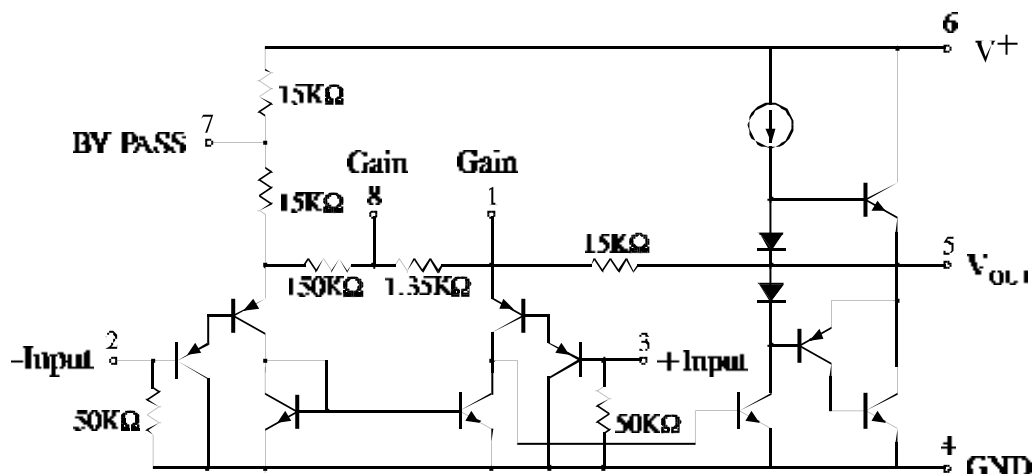 6
V+
15KΩ
7
BY PASS
Gain
8
Gain
1
15KΩ
15KΩ
5
VOUT
150KΩ
1.35KΩ
2
-Input
3
+Input
50KΩ
50KΩ
4
GND